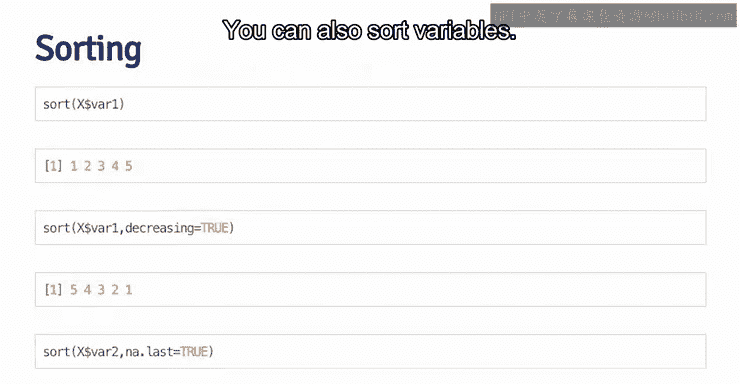 You can also sort variables.
Sorting
sort(X$var1)
[1] 1 2 3 4 5
sort(X$var1,decreasing=TRUE)
[1] 5 4 3 2 1
sort(X$var2,na.last=TRUE)